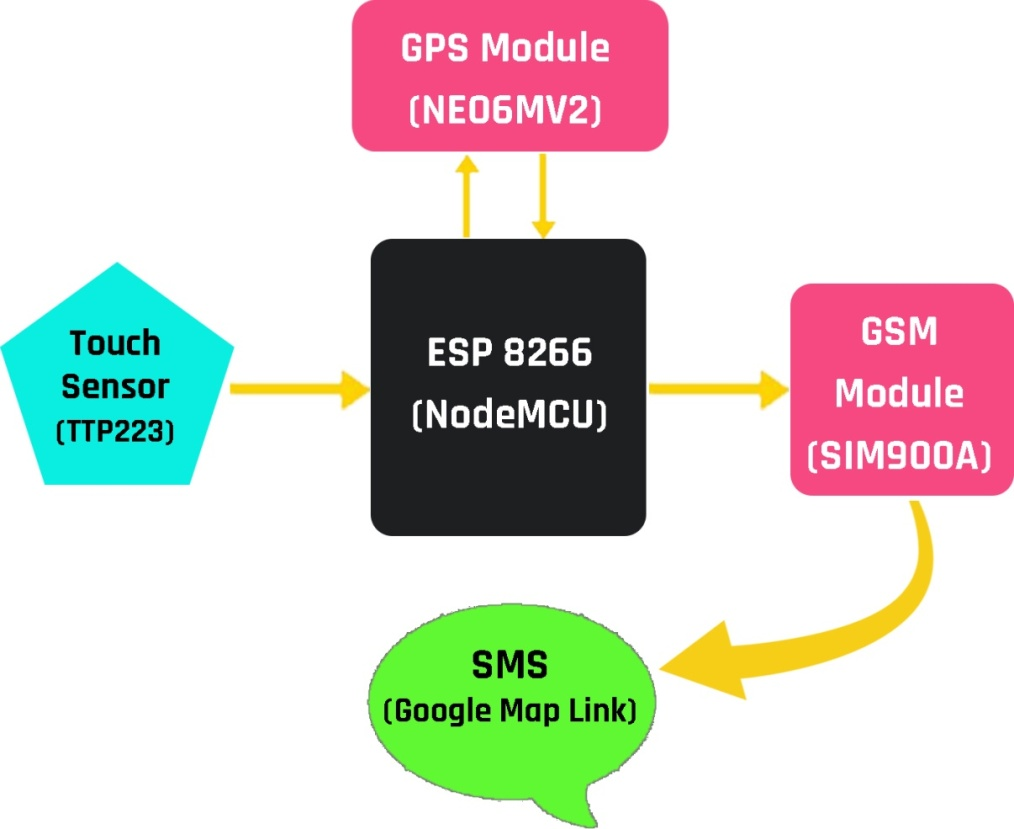 GPS Module
(NEO6MV2)
Touch
Sensor
(TTP223)
ESP 8266
(NodeMCU)
GSM
Module
(SIM900A)
SMS
(Google Map Link)